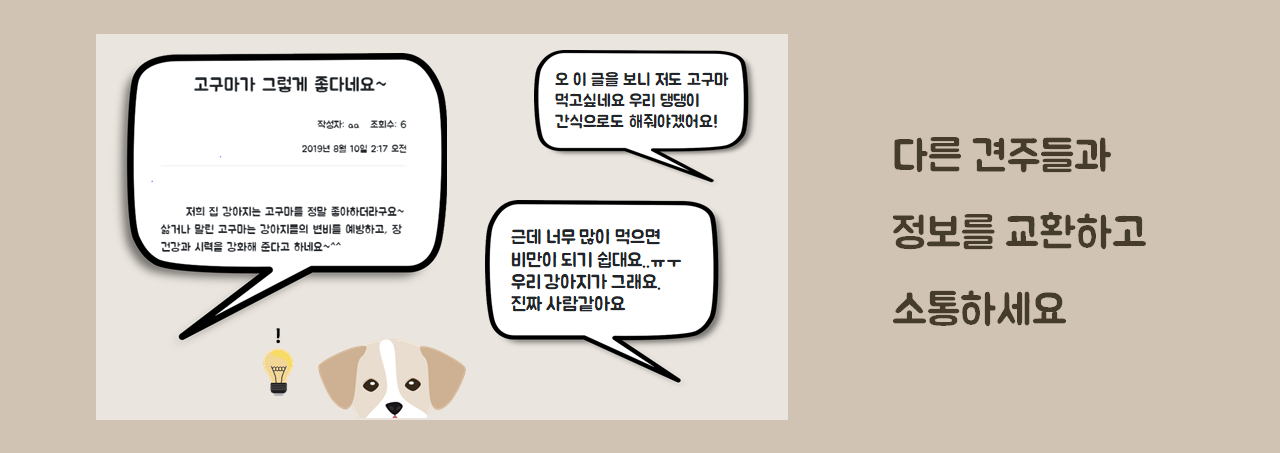 고구마가 그렇게 좋다네요~
작성자: aa 조회수: 6
2019년 8월 10일 2:17 오전
저희 집 강아지는 고구마를 정말 좋아하더라구요~
삶거나 말린 고구마는 강아지들의 변비를 예방하고, 장
건강과 시력을 강화해 준다고 하네요~^^
오 이 글을 보니 저도 고구마
먹고싶네요 우리 댕댕이
간식으로도 해줘야겠어요!
근데 너무 많이 먹으면
비만이 되기 쉽대요..ㅠㅜ
우리 강아지가 그래요.
진짜 사람같아요
!
다른 견주들과
정보를 교환하고
소통하세요